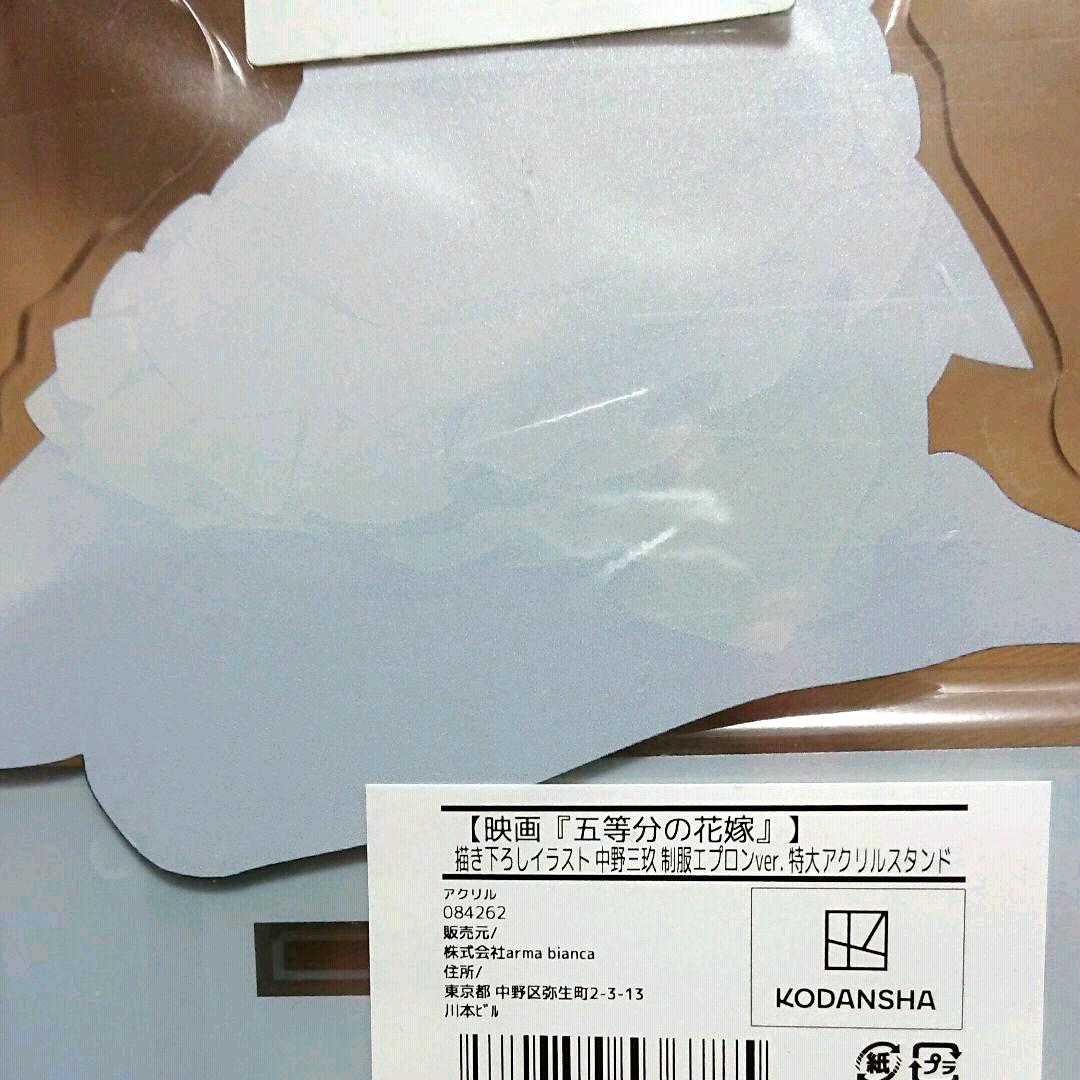 【映画『五等分の花嫁』】
描き下ろしイラスト 中野三玖 制服エプロンver. 特大アクリルスタンド
アクリル
084262
販売元/
株式会社arma bianca
住所/
東京都 中野区弥生町2-3-13
川本ﾋﾞﾙ
KODANSHA
紙 プラ